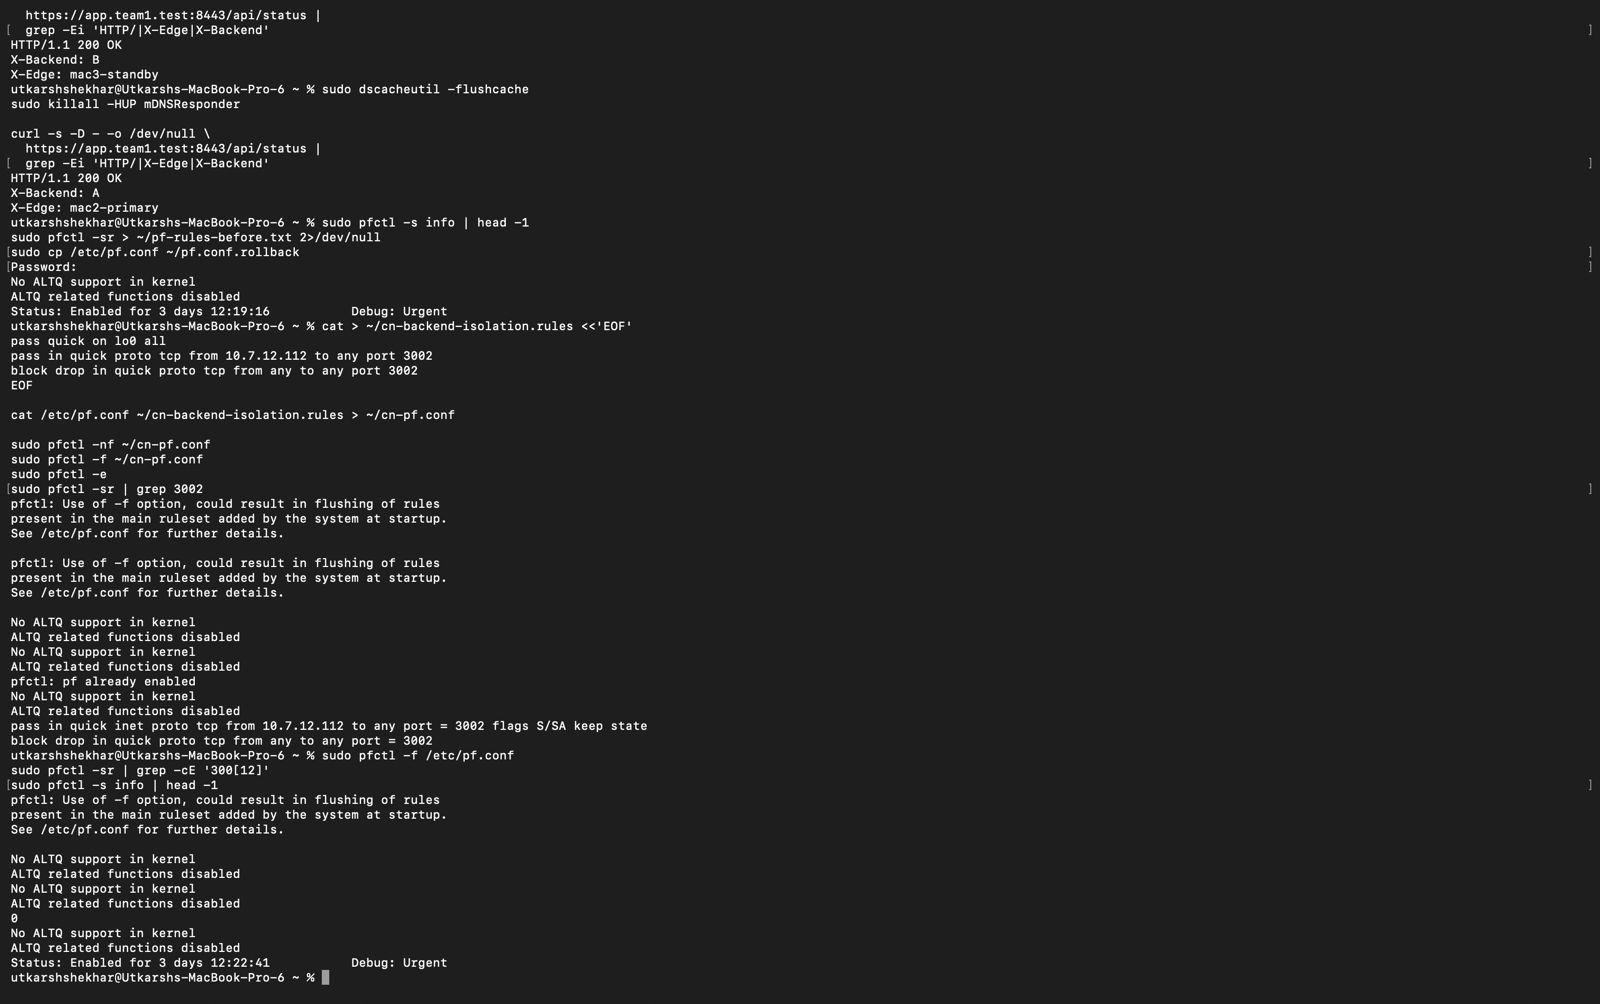 https://app.team1.test:8443/api/status |
[  grep -Ei 'HTTP/|X-Edge|X-Backend' ]
HTTP/1.1 200 OK
X-Backend: B
X-Edge: mac3-standby
utkarshshekhar@Utkarshs-MacBook-Pro-6 ~ % sudo dscacheutil -flushcache
sudo killall -HUP mDNSResponder
curl -s -D - -o /dev/null \
  https://app.team1.test:8443/api/status |
[  grep -Ei 'HTTP/|X-Edge|X-Backend' ]
HTTP/1.1 200 OK
X-Backend: A
X-Edge: mac2-primary
utkarshshekhar@Utkarshs-MacBook-Pro-6 ~ % sudo pfctl -s info | head -1
sudo pfctl -sr > ~/pf-rules-before.txt 2>/dev/null
[sudo cp /etc/pf.conf ~/pf.conf.rollback ]
[Password: ]
No ALTQ support in kernel
ALTQ related functions disabled
Status: Enabled for 3 days 12:19:16           Debug: Urgent
utkarshshekhar@Utkarshs-MacBook-Pro-6 ~ % cat > ~/cn-backend-isolation.rules <<'EOF'
pass quick on lo0 all
pass in quick proto tcp from 10.7.12.112 to any port 3002
block drop in quick proto tcp from any to any port 3002
EOF
cat /etc/pf.conf ~/cn-backend-isolation.rules > ~/cn-pf.conf
sudo pfctl -nf ~/cn-pf.conf
sudo pfctl -f ~/cn-pf.conf
sudo pfctl -e
[sudo pfctl -sr | grep 3002 ]
pfctl: Use of -f option, could result in flushing of rules
present in the main ruleset added by the system at startup.
See /etc/pf.conf for further details.
pfctl: Use of -f option, could result in flushing of rules
present in the main ruleset added by the system at startup.
See /etc/pf.conf for further details.
No ALTQ support in kernel
ALTQ related functions disabled
No ALTQ support in kernel
ALTQ related functions disabled
pfctl: pf already enabled
No ALTQ support in kernel
ALTQ related functions disabled
pass in quick inet proto tcp from 10.7.12.112 to any port = 3002 flags S/SA keep state
block drop in quick proto tcp from any to any port = 3002
utkarshshekhar@Utkarshs-MacBook-Pro-6 ~ % sudo pfctl -f /etc/pf.conf
sudo pfctl -sr | grep -cE '300[12]'
[sudo pfctl -s info | head -1 ]
pfctl: Use of -f option, could result in flushing of rules
present in the main ruleset added by the system at startup.
See /etc/pf.conf for further details.
No ALTQ support in kernel
ALTQ related functions disabled
No ALTQ support in kernel
ALTQ related functions disabled
0
No ALTQ support in kernel
ALTQ related functions disabled
Status: Enabled for 3 days 12:22:41           Debug: Urgent
utkarshshekhar@Utkarshs-MacBook-Pro-6 ~ %